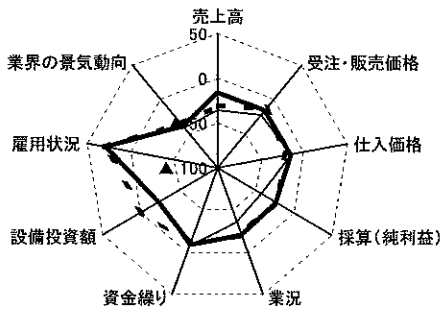 売上高
50
受注・販売価格
業界の景気動向
0
50
雇用状況
仕入価格
▲
100
設備投資額
採算(純利益)
資金繰り
業況